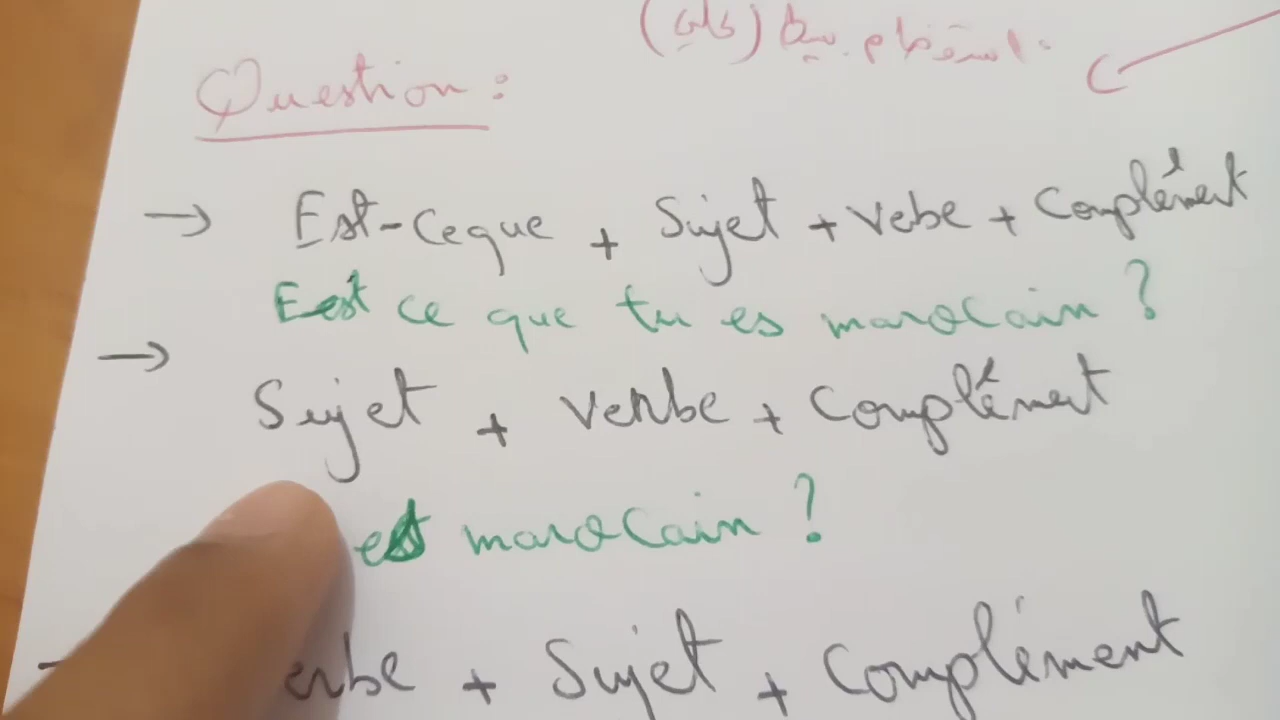 استفهام بسيط (كلي)
Question :
→ Est-ceque + Sujet + Vebe + Complément
Est ce que tu es marocain ?
→ Sujet + Verbe + Complément
es marocain ?
erbe + Sujet + Complément